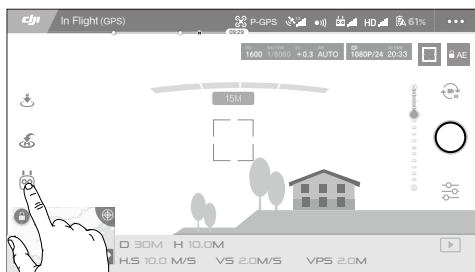 dji In Flight (GPS) P-GPS HD 61%
09:29
1600 1/8000 +0.3 AUTO 1080P/24 20:33 AE
15M
D 30M H 10.0M
H.S 10.0 M/S VS 2.0M/S VPS 2.0M